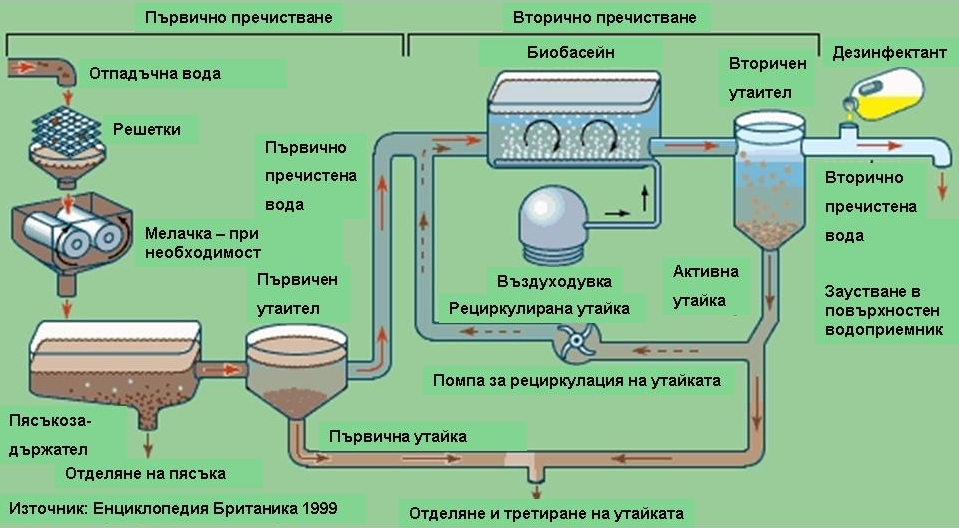 Първично пречистване
Вторично пречистване
Отпадъчна вода
Решетки
Мелачка – при
необходимост
Първично
пречистена
вода
Първичен
утаител
Биобасейн
Вторичен
утаител
Дезинфектант
Въздуходувка
Рециркулирана утайка
Активна
утайка
Вторично
пречистена
вода
Заустване в
повърхностен
водоприемник
Помпа за рециркулация на утайката
Пясъкоза-
държател
Отделяне на пясъка
Първична утайка
Източник: Енциклопедия Британика 1999
Отделяне и третиране на утайката